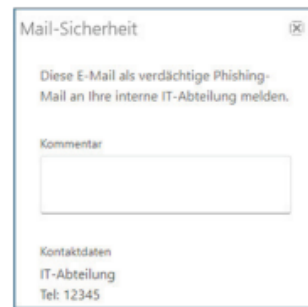 Mail-Sicherheit
Diese E-Mail als verdächtige Phishing-
Mail an Ihre interne IT-Abteilung melden.
Kommentar
Kontaktdaten
IT-Abteilung
Tel: 12345